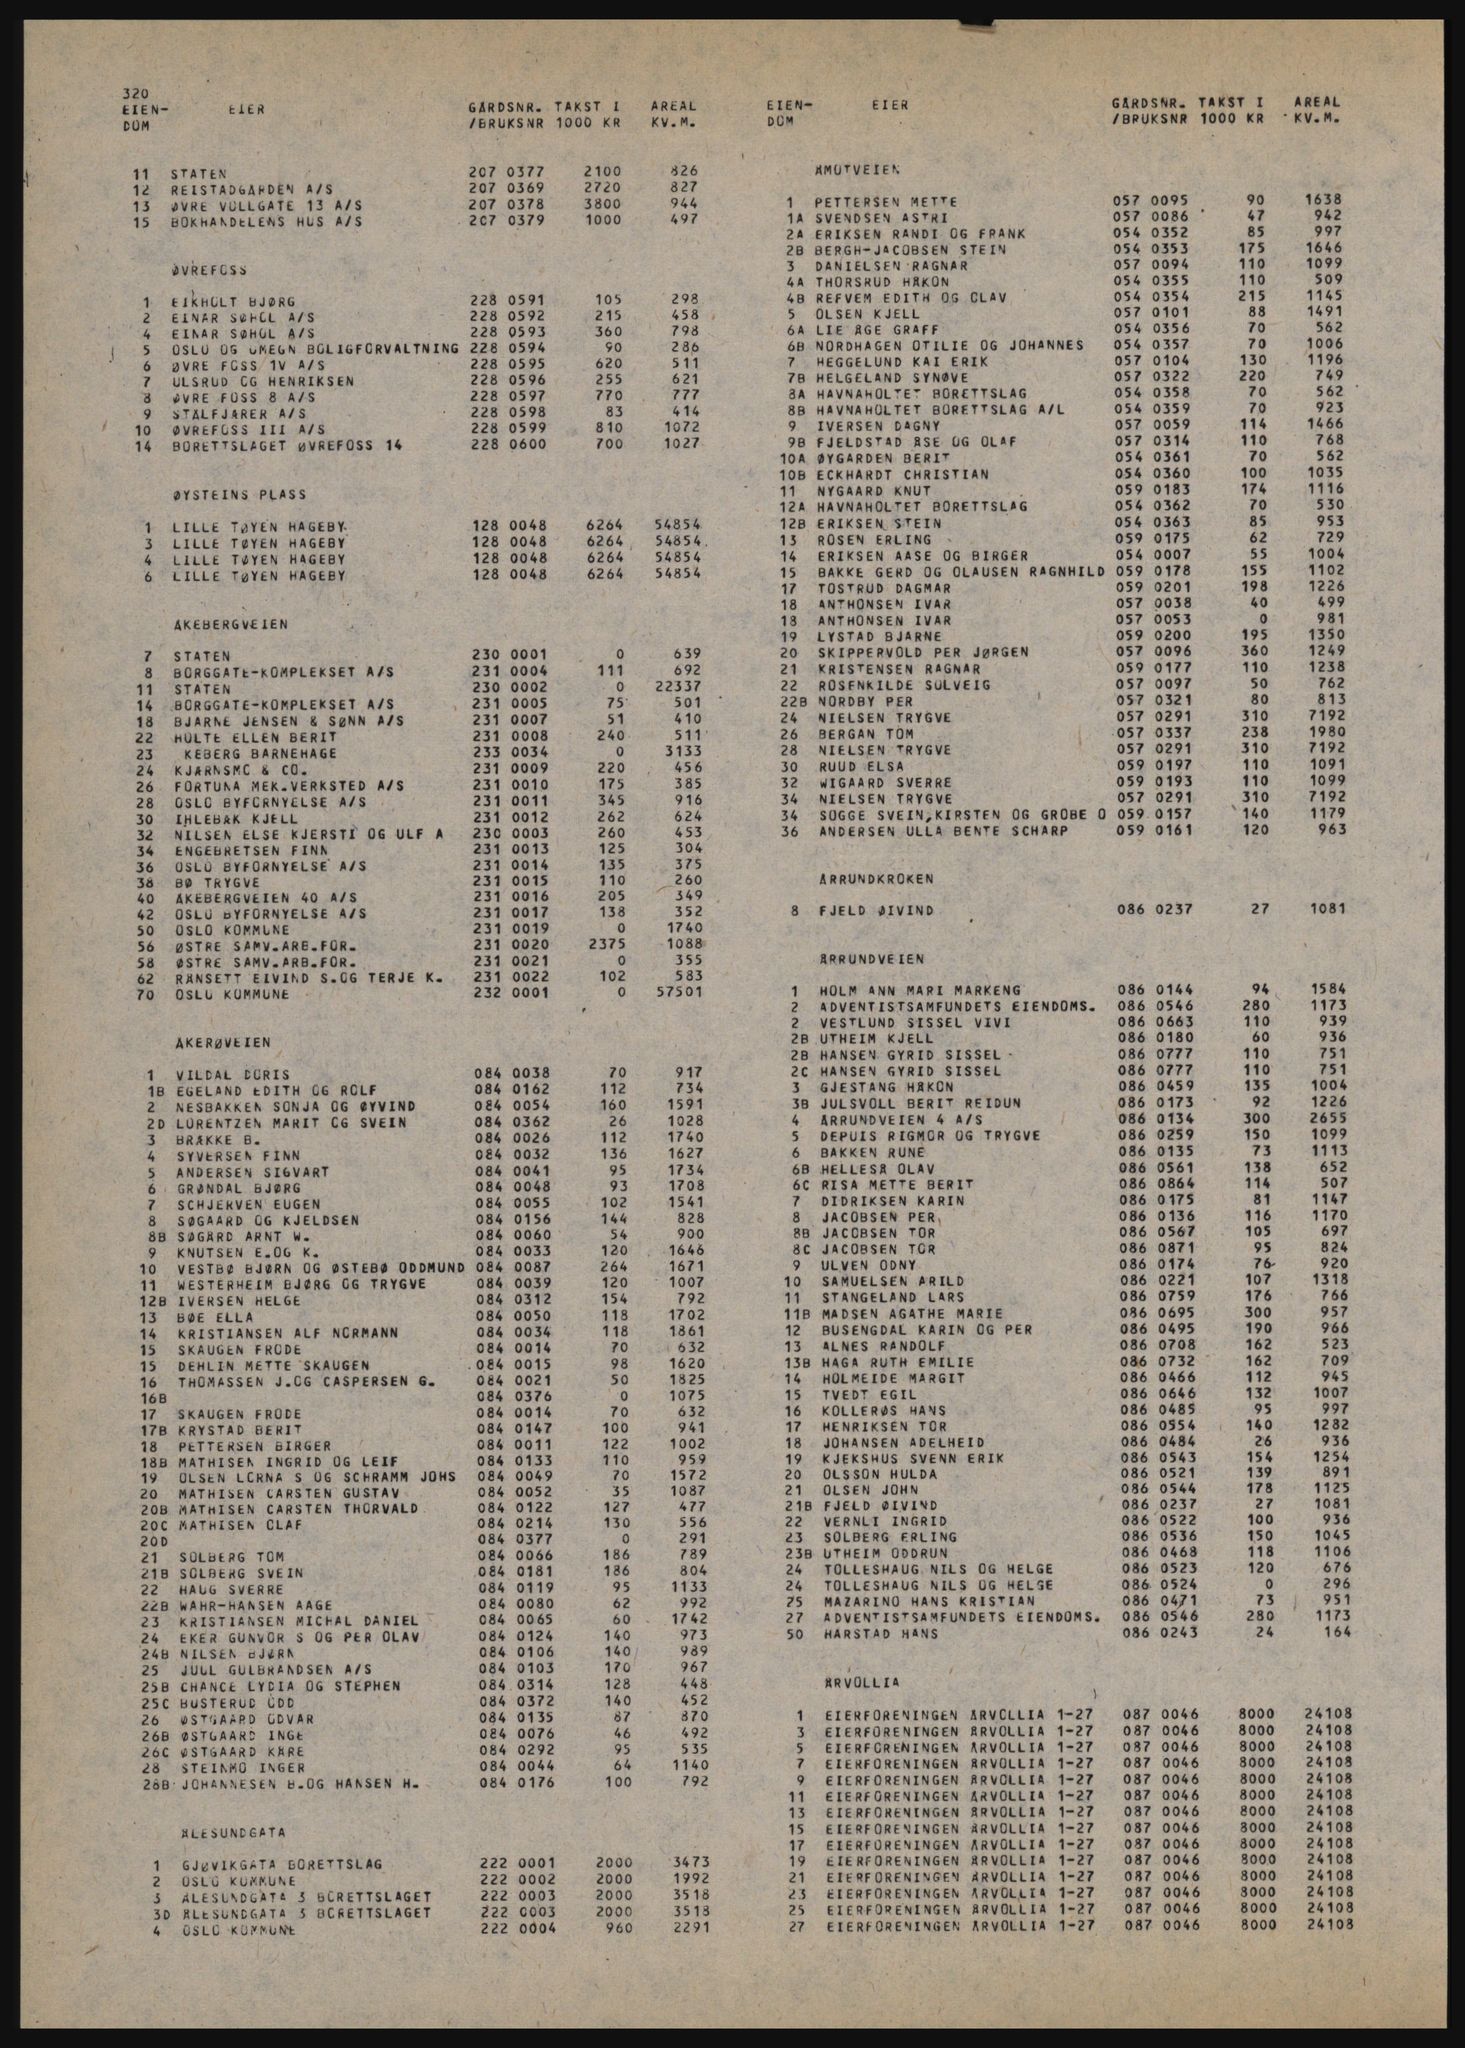 320
EIEN- EIER GÅRDSNR. TAKST I AREAL
DOM /BRUKSNR 1000 KR KV.M.
11 STATEN 207 0377 2100 826
12 REISTADGÅRDEN A/S 207 0369 2720 827
13 ØVRE VOLLGATE 13 A/S 207 0378 3800 944
15 BOKHANDELENS HUS A/S 207 0379 1000 497
ØVREFOSS
1 EIKHOLT BJØRG 228 0591 105 298
2 EINAR SØHOL A/S 228 0592 215 458
4 EINAR SØHOL A/S 228 0593 360 798
5 OSLO OG OMEGN BOLIGFORVALTNING 228 0594 90 286
6 ØVRE FOSS 1V A/S 228 0595 620 511
7 ULSRUD OG HENRIKSEN 228 0596 255 621
8 ØVRE FOSS 8 A/S 228 0597 770 777
9 STÅLFJÆRER A/S 228 0598 83 414
10 ØVREFOSS III A/S 228 0599 810 1072
14 BORETTSLAGET ØVREFOSS 14 228 0600 700 1027
ØYSTEINS PLASS
1 LILLE TØYEN HAGEBY 128 0048 6264 54854
3 LILLE TØYEN HAGEBY 128 0048 6264 54854
4 LILLE TØYEN HAGEBY 128 0048 6264 54854
6 LILLE TØYEN HAGEBY 128 0048 6264 54854
ÅKEBERGVEIEN
7 STATEN 230 0001 0 639
8 BORGGATE-KOMPLEKSET A/S 231 0004 111 692
11 STATEN 230 0002 0 22337
14 BORGGATE-KOMPLEKSET A/S 231 0005 75 501
18 BJARNE JENSEN & SØNN A/S 231 0007 51 410
22 HOLTE ELLEN BERIT 231 0008 240 511
23 KEBERG BARNEHAGE 233 0034 0 3133
24 KJÆRNSMO & CO. 231 0009 220 456
26 FORTUNA MEK.VERKSTED A/S 231 0010 175 385
28 OSLO BYFORNYELSE A/S 231 0011 345 916
30 IHLEBÆK KJELL 231 0012 262 624
32 NILSEN ELSE KJERSTI OG ULF A 230 0003 260 453
34 ENGEBRETSEN FINN 231 0013 125 304
36 OSLO BYFORNYELSE A/S 231 0014 135 375
38 BØ TRYGVE 231 0015 110 260
40 ÅKEBERGVEIEN 40 A/S 231 0016 205 349
42 OSLO BYFORNYELSE A/S 231 0017 138 352
50 OSLO KOMMUNE 231 0019 0 1740
56 ØSTRE SAMV.ARB.FOR. 231 0020 2375 1088
58 ØSTRE SAMV.ARB.FOR. 231 0021 0 355
62 RANSETT EIVIND S.OG TERJE K. 231 0022 102 583
70 OSLO KOMMUNE 232 0001 0 57501
ÅKERØVEIEN
1 VILDAL DORIS 084 0038 70 917
1B EGELAND EDITH OG ROLF 084 0162 112 734
2 NESBAKKEN SONJA OG ØYVIND 084 0054 160 1591
2D LORENTZEN MARIT OG SVEIN 084 0362 26 1028
3 BRÆKKE B. 084 0026 112 1740
4 SYVERSEN FINN 084 0032 136 1627
5 ANDERSEN SIGVART 084 0041 95 1734
6 GRØNDAL BJØRG 084 0048 93 1708
7 SCHJERVEN EUGEN 084 0055 102 1541
8 SØGAARD OG KJELDSEN 084 0156 144 828
8B SØGÅRD ARNT W. 084 0060 54 900
9 KNUTSEN E.OG K. 084 0033 120 1646
10 VESTBØ BJØRN OG ØSTEBØ ODDMUND 084 0087 264 1671
11 WESTERHEIM BJØRG OG TRYGVE 084 0039 120 1007
12B IVERSEN HELGE 084 0312 154 792
13 BØE ELLA 084 0050 118 1702
14 KRISTIANSEN ALF NORMANN 084 0034 118 1861
15 SKAUGEN FRODE 084 0014 70 632
15 DEHLIN METTE SKAUGEN 084 0015 98 1620
16 THOMASSEN J.OG CASPERSEN G. 084 0021 50 1825
16B 084 0376 0 1075
17 SKAUGEN FRODE 084 0014 70 632
17B KRYSTAD BERIT 084 0147 100 941
18 PETTERSEN BIRGER 084 0011 122 1002
18B MATHISEN INGRID OG LEIF 084 0133 110 959
19 OLSEN LORNA S OG SCHRAMM JOHS 084 0049 70 1572
20 MATHISEN CARSTEN GUSTAV 084 0052 35 1087
20B MATHISEN CARSTEN THORVALD 084 0122 127 477
20C MATHISEN OLAF 084 0214 130 556
20D 084 0377 0 291
21 SOLBERG TOM 084 0066 186 789
21B SOLBERG SVEIN 084 0181 186 804
22 HAUG SVERRE 084 0119 95 1133
22B WAHR-HANSEN AAGE 084 0080 62 992
23 KRISTIANSEN MICHAL DANIEL 084 0065 60 1742
24 EKER GUNVOR S OG PER OLAV 084 0124 140 973
24B NILSEN BJØRN 084 0106 140 989
25 JULL GULBRANDSEN A/S 084 0103 170 967
25B CHANCE LYDIA OG STEPHEN 084 0314 128 448
25C BUSTERUD ODD 084 0372 140 452
26 ØSTGAARD ODVAR 084 0135 87 870
26B ØSTGAARD INGE 084 0076 46 492
26C ØSTGAARD KÅRE 084 0292 95 535
28 STEINMO INGER 084 0044 64 1140
28B JOHANNESEN B.OG HANSEN H. 084 0176 100 792
ÅLESUNDGATA
1 GJØVIKGATA BORETTSLAG 222 0001 2000 3473
2 OSLO KOMMUNE 222 0002 2000 1992
3 ÅLESUNDGATA 3 BORETTSLAGET 222 0003 2000 3518
3D ÅLESUNDGATA 3 BORETTSLAGET 222 0003 2000 3518
4 OSLO KOMMUNE 222 0004 960 2291
EIEN- EIER GÅRDSNR. TAKST I AREAL
DOM /BRUKSNR 1000 KR KV.M.
ÅMOTVEIEN
1 PETTERSEN METTE 057 0095 90 1638
1A SVENDSEN ASTRI 057 0086 47 942
2A ERIKSEN RANDI OG FRANK 054 0352 85 997
2B BERGH-JACOBSEN STEIN 054 0353 175 1646
3 DANIELSEN RAGNAR 057 0094 110 1099
4A THORSRUD HÅKON 054 0355 110 509
4B REFVEM EDITH OG OLAV 054 0354 215 1145
5 OLSEN KJELL 057 0101 88 1491
6A LIE ÅGE GRAFF 054 0356 70 562
6B NORDHAGEN OTILIE OG JOHANNES 054 0357 70 1006
7 HEGGELUND KAI ERIK 057 0104 130 1196
7B HELGELAND SYNØVE 057 0322 220 749
8A HAVNAHOLTET BORETTSLAG 054 0358 70 562
8B HAVNAHOLTET BORETTSLAG A/L 054 0359 70 923
9 IVERSEN DAGNY 057 0059 114 1466
9B FJELDSTAD ÅSE OG OLAF 057 0314 110 768
10A ØYGARDEN BERIT 054 0361 70 562
10B ECKHARDT CHRISTIAN 054 0360 100 1035
11 NYGAARD KNUT 059 0183 174 1116
12A HAVNAHOLTET BORETTSLAG 054 0362 70 530
12B ERIKSEN STEIN 054 0363 85 953
13 ROSEN ERLING 059 0175 62 729
14 ERIKSEN AASE OG BIRGER 054 0007 55 1004
15 BAKKE GERD OG OLAUSEN RAGNHILD 059 0178 155 1102
17 TOSTRUD DAGMAR 059 0201 198 1226
18 ANTHONSEN IVAR 057 0038 40 499
18 ANTHONSEN IVAR 057 0053 0 981
19 LYSTAD BJARNE 059 0200 195 1350
20 SKIPPERVOLD PER JØRGEN 057 0096 360 1249
21 KRISTENSEN RAGNAR 059 0177 110 1238
22 ROSENKILDE SOLVEIG 057 0097 50 762
22B NORDBY PER 057 0321 80 813
24 NIELSEN TRYGVE 057 0291 310 7192
26 BERGAN TOM 057 0337 238 1980
28 NIELSEN TRYGVE 057 0291 310 7192
30 RUUD ELSA 059 0197 110 1091
32 WIGAARD SVERRE 059 0193 110 1099
34 NIELSEN TRYGVE 057 0291 310 7192
34 SOGGE SVEIN,KIRSTEN OG GROBE O 059 0157 140 1179
36 ANDERSEN ULLA BENTE SCHARP 059 0161 120 963
ÅRRUNDKROKEN
8 FJELD ØIVIND 086 0237 27 1081
ÅRRUNDVEIEN
1 HOLM ANN MARI MARKENG 086 0144 94 1584
2 ADVENTISTSAMFUNDETS EIENDOMS. 086 0546 280 1173
2 VESTLUND SISSEL VIVI 086 0663 110 939
2B UTHEIM KJELL 086 0180 60 936
2B HANSEN GYRID SISSEL 086 0777 110 751
2C HANSEN GYRID SISSEL 086 0777 110 751
3 GJESTANG HÅKON 086 0459 135 1004
3B JULSVOLL BERIT REIDUN 086 0173 92 1226
4 ÅRRUNDVEIEN 4 A/S 086 0134 300 2655
5 DEPUIS RIGMOR OG TRYGVE 086 0259 150 1099
6 BAKKEN RUNE 086 0135 73 1113
6B HELLESÅ OLAV 086 0561 138 652
6C RISA METTE BERIT 086 0864 114 507
7 DIDRIKSEN KARIN 086 0175 81 1147
8 JACOBSEN PER 086 0136 116 1170
8B JACOBSEN TOR 086 0567 105 697
8C JACOBSEN TOR 086 0871 95 824
9 ULVEN ODNY 086 0174 76 920
10 SAMUELSEN ARILD 086 0221 107 1318
11 STANGELAND LARS 086 0759 176 766
11B MADSEN AGATHE MARIE 086 0695 300 957
12 BUSENGDAL KARIN OG PER 086 0495 190 966
13 ALNES RANDOLF 086 0708 162 523
13B HAGA RUTH EMILIE 086 0732 162 709
14 HOLMEIDE MARGIT 086 0466 112 945
15 TVEDT EGIL 086 0646 132 1007
16 KOLLERØS HANS 086 0485 95 997
17 HENRIKSEN TOR 086 0554 140 1282
18 JOHANSEN ADELHEID 086 0484 26 936
19 KJEKSHUS SVENN ERIK 086 0543 154 1254
20 OLSSON HULDA 086 0521 139 891
21 OLSEN JOHN 086 0544 178 1125
21B FJELD ØIVIND 086 0237 27 1081
22 VERNLI INGRID 086 0522 100 936
23 SOLBERG ERLING 086 0536 150 1045
23B UTHEIM ODDRUN 086 0468 118 1106
24 TOLLESHAUG NILS OG HELGE 086 0523 120 676
24 TOLLESHAUG NILS OG HELGE 086 0524 0 296
25 MAZARINO HANS KRISTIAN 086 0471 73 951
27 ADVENTISTSAMFUNDETS EIENDOMS. 086 0546 280 1173
50 HARSTAD HANS 086 0243 24 164
ÅRVOLLIA
1 EIERFORENINGEN ÅRVOLLIA 1-27 087 0046 8000 24108
3 EIERFORENINGEN ÅRVOLLIA 1-27 087 0046 8000 24108
5 EIERFORENINGEN ÅRVOLLIA 1-27 087 0046 8000 24108
7 EIERFORENINGEN ÅRVOLLIA 1-27 087 0046 8000 24108
9 EIERFORENINGEN ÅRVOLLIA 1-27 087 0046 8000 24108
11 EIERFORENINGEN ÅRVOLLIA 1-27 087 0046 8000 24108
13 EIERFORENINGEN ÅRVOLLIA 1-27 087 0046 8000 24108
15 EIERFORENINGEN ÅRVOLLIA 1-27 087 0046 8000 24108
17 EIERFORENINGEN ÅRVOLLIA 1-27 087 0046 8000 24108
19 EIERFORENINGEN ÅRVOLLIA 1-27 087 0046 8000 24108
21 EIERFORENINGEN ÅRVOLLIA 1-27 087 0046 8000 24108
23 EIERFORENINGEN ÅRVOLLIA 1-27 087 0046 8000 24108
25 EIERFORENINGEN ÅRVOLLIA 1-27 087 0046 8000 24108
27 EIERFORENINGEN ÅRVOLLIA 1-27 087 0046 8000 24108